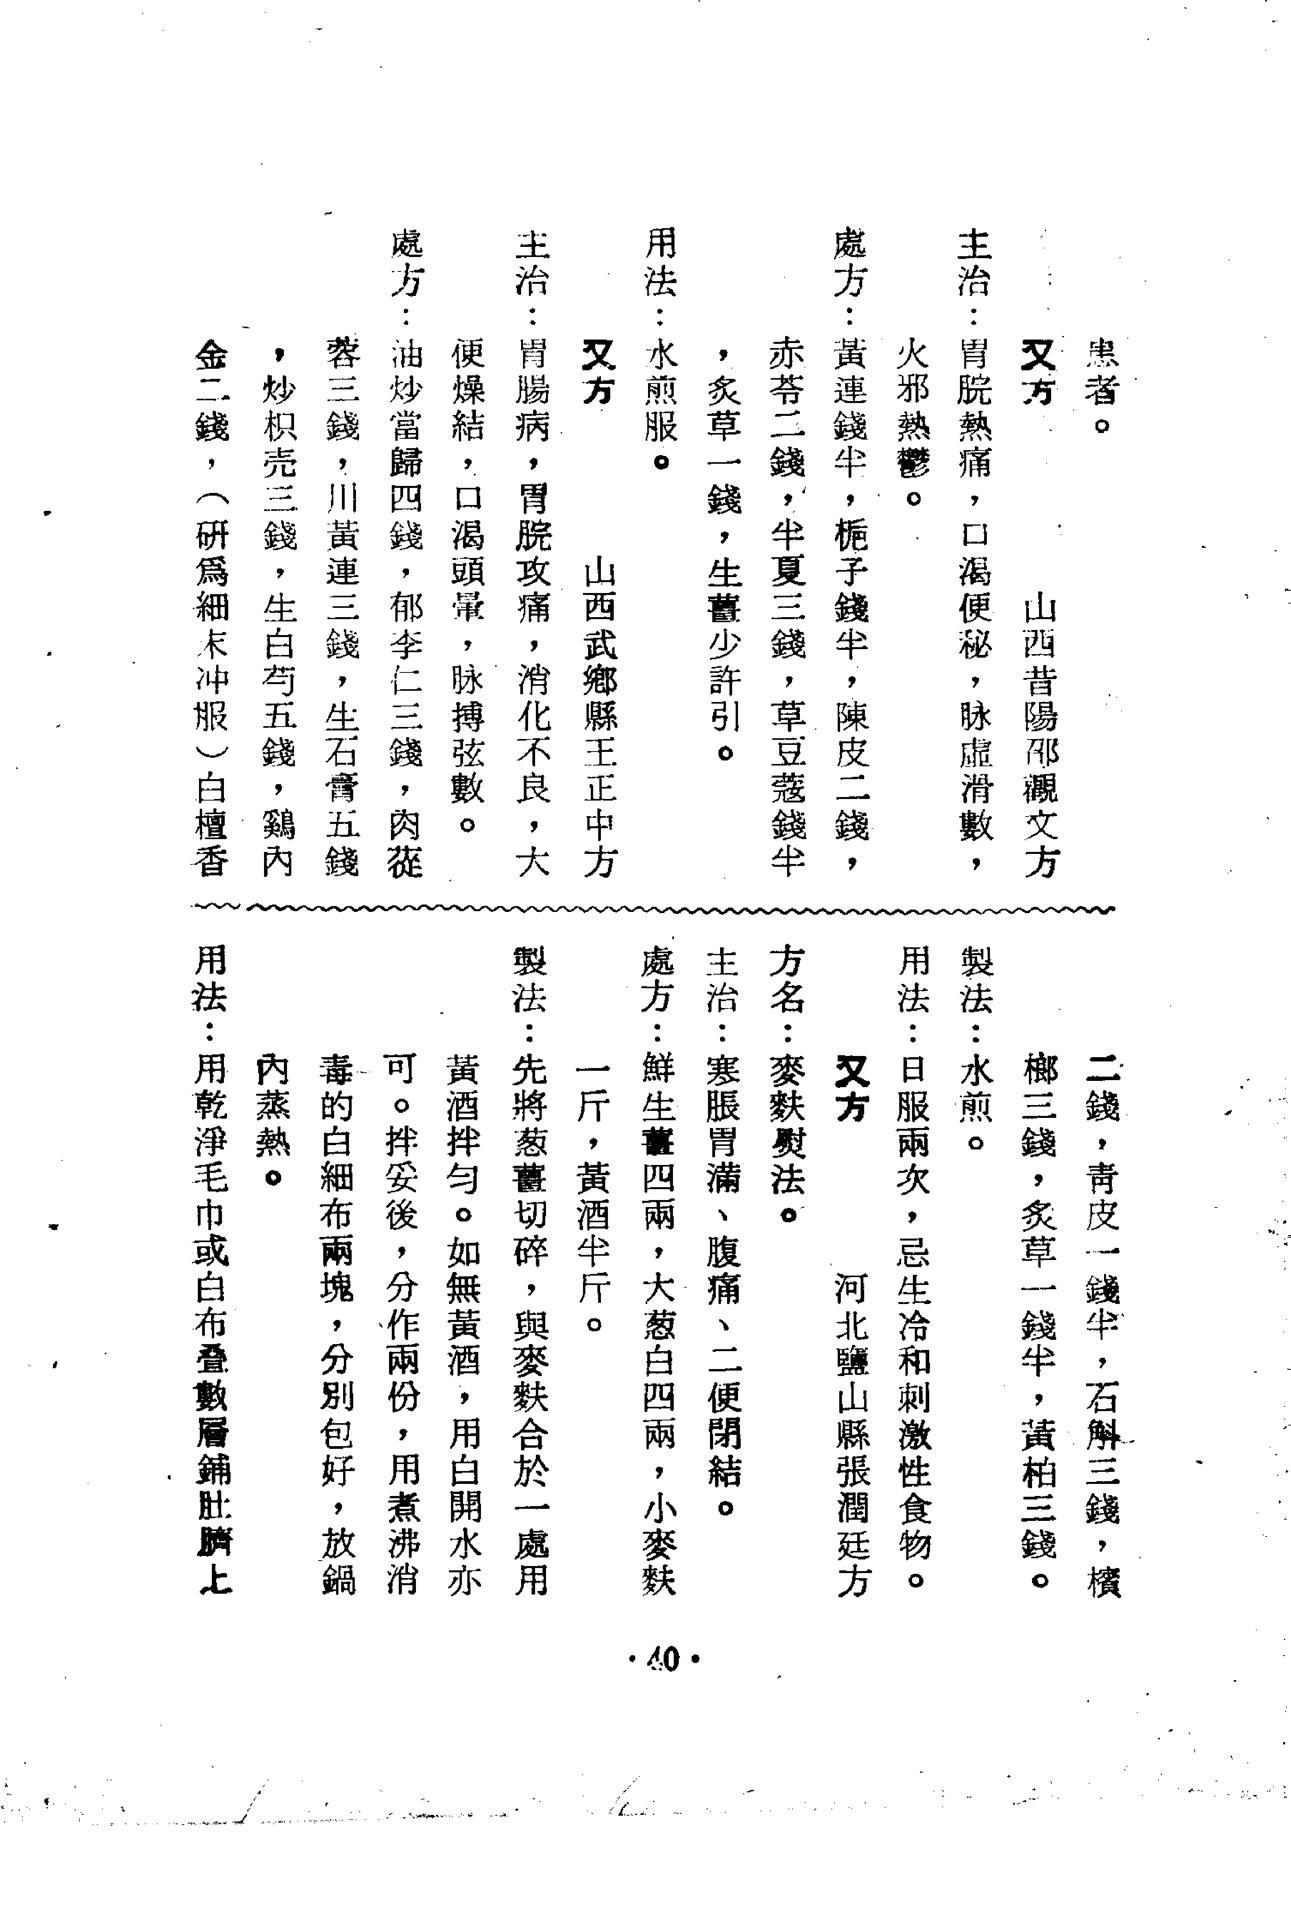 患者。
又方　山西昔陽邵觀文方
主治：胃脘熱痛，口渴便秘，脉虛滑數，
火邪熱鬱。
處方：黃連錢半，梔子錢半，陳皮二錢，
赤苓二錢，半夏三錢，草豆蔻錢半
，炙草一錢，生薑少許引。
用法：水煎服。
又方　山西武鄉縣王正中方
主治：胃腸病，胃脘攻痛，消化不良，大
便燥結，口渴頭暈，脉搏弦數。
處方：油炒當歸四錢，郁李仁三錢，肉蓯
蓉三錢，川黃連三錢，生石膏五錢
，炒枳壳三錢，生白芍五錢，鷄內
金二錢，（研爲細末冲服）白檀香
二錢，靑皮一錢半，石斛三錢，檳
榔三錢，炙草一錢半，黃柏三錢。
製法：水煎。
用法：日服兩次，忌生冷和刺激性食物。
又方　河北鹽山縣張潤廷方
方名：麥麩熨法。
主治：寒脹胃滿、腹痛、二便閉結。
處方：鮮生薑四兩，大葱白四兩，小麥麩
一斤，黃酒半斤。
製法：先將葱薑切碎，與麥麩合於一處用
黃酒拌匀。如無黃酒，用白開水亦
可。拌妥後，分作兩份，用煮沸消
毒的白細布兩塊，分別包好，放鍋
內蒸熱。
用法：用乾淨毛巾或白布叠數層鋪肚臍上
·40·